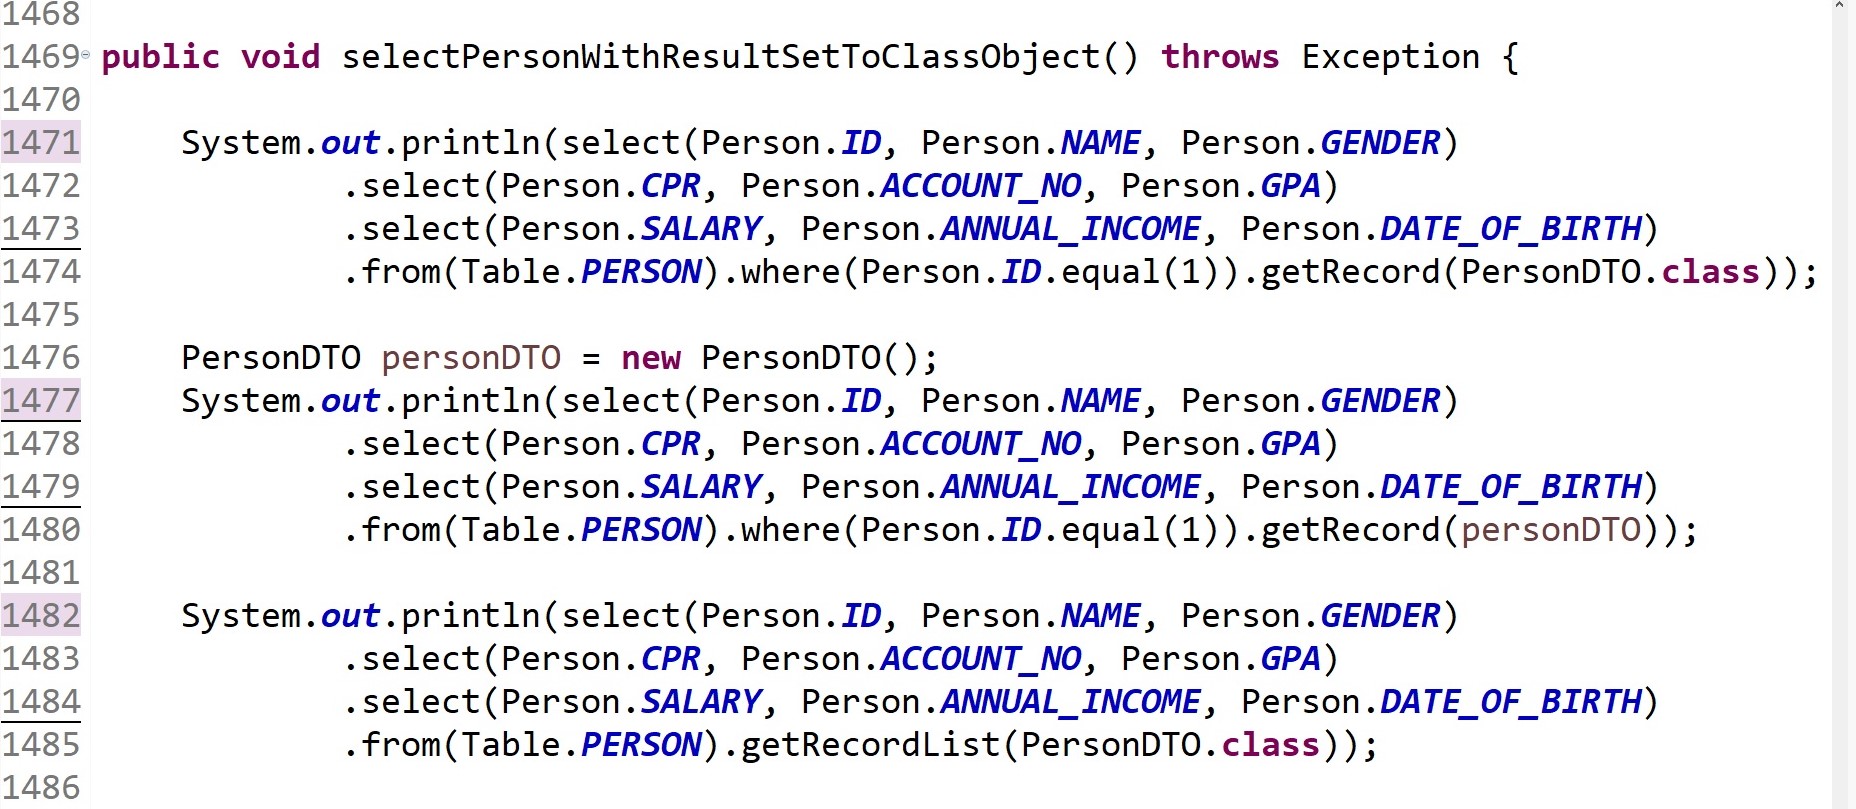 1468
1469 public void selectPersonWithResultSetToClassObject() throws Exception {
1470
1471     System.out.println(select(Person.ID, Person.NAME, Person.GENDER)
1472             .select(Person.CPR, Person.ACCOUNT_NO, Person.GPA)
1473             .select(Person.SALARY, Person.ANNUAL_INCOME, Person.DATE_OF_BIRTH)
1474             .from(Table.PERSON).where(Person.ID.equal(1)).getRecord(PersonDTO.class));
1475
1476     PersonDTO personDTO = new PersonDTO();
1477     System.out.println(select(Person.ID, Person.NAME, Person.GENDER)
1478             .select(Person.CPR, Person.ACCOUNT_NO, Person.GPA)
1479             .select(Person.SALARY, Person.ANNUAL_INCOME, Person.DATE_OF_BIRTH)
1480             .from(Table.PERSON).where(Person.ID.equal(1)).getRecord(personDTO));
1481
1482     System.out.println(select(Person.ID, Person.NAME, Person.GENDER)
1483             .select(Person.CPR, Person.ACCOUNT_NO, Person.GPA)
1484             .select(Person.SALARY, Person.ANNUAL_INCOME, Person.DATE_OF_BIRTH)
1485             .from(Table.PERSON).getRecordList(PersonDTO.class));
1486